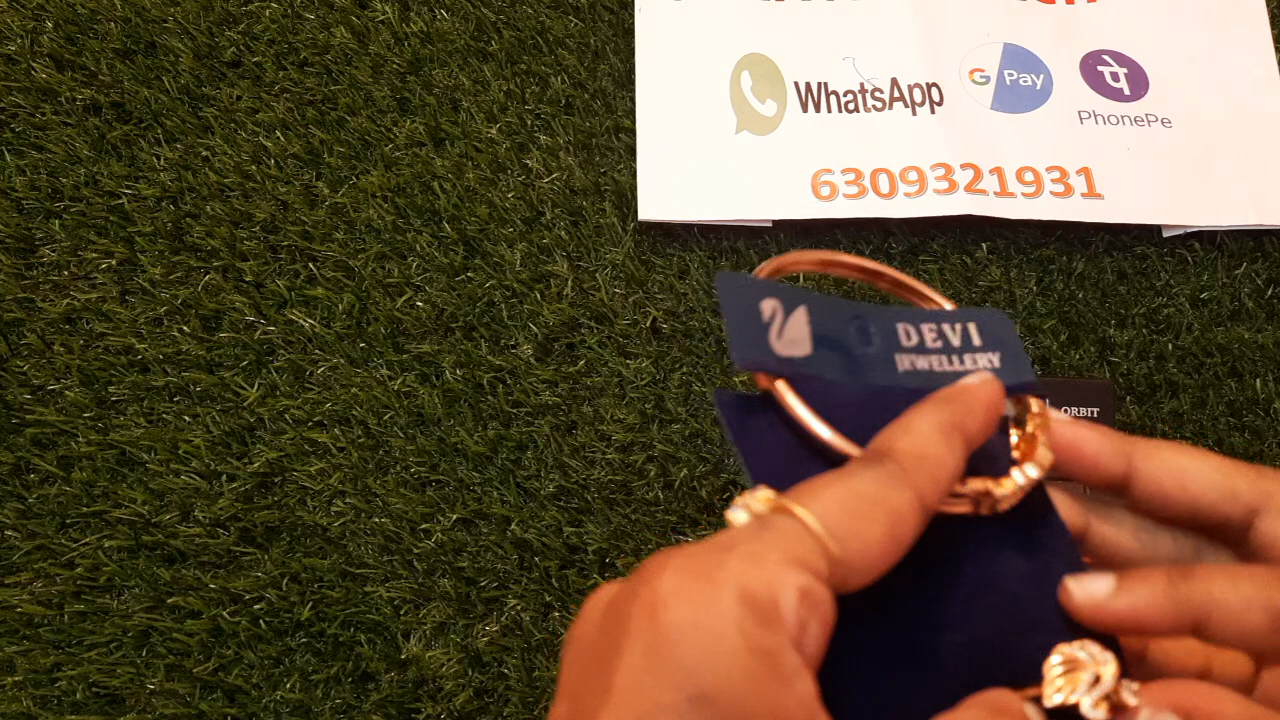 WhatsApp
G Pay
PhonePe
6309321931
DEVI
JEWELLERY
ORBIT